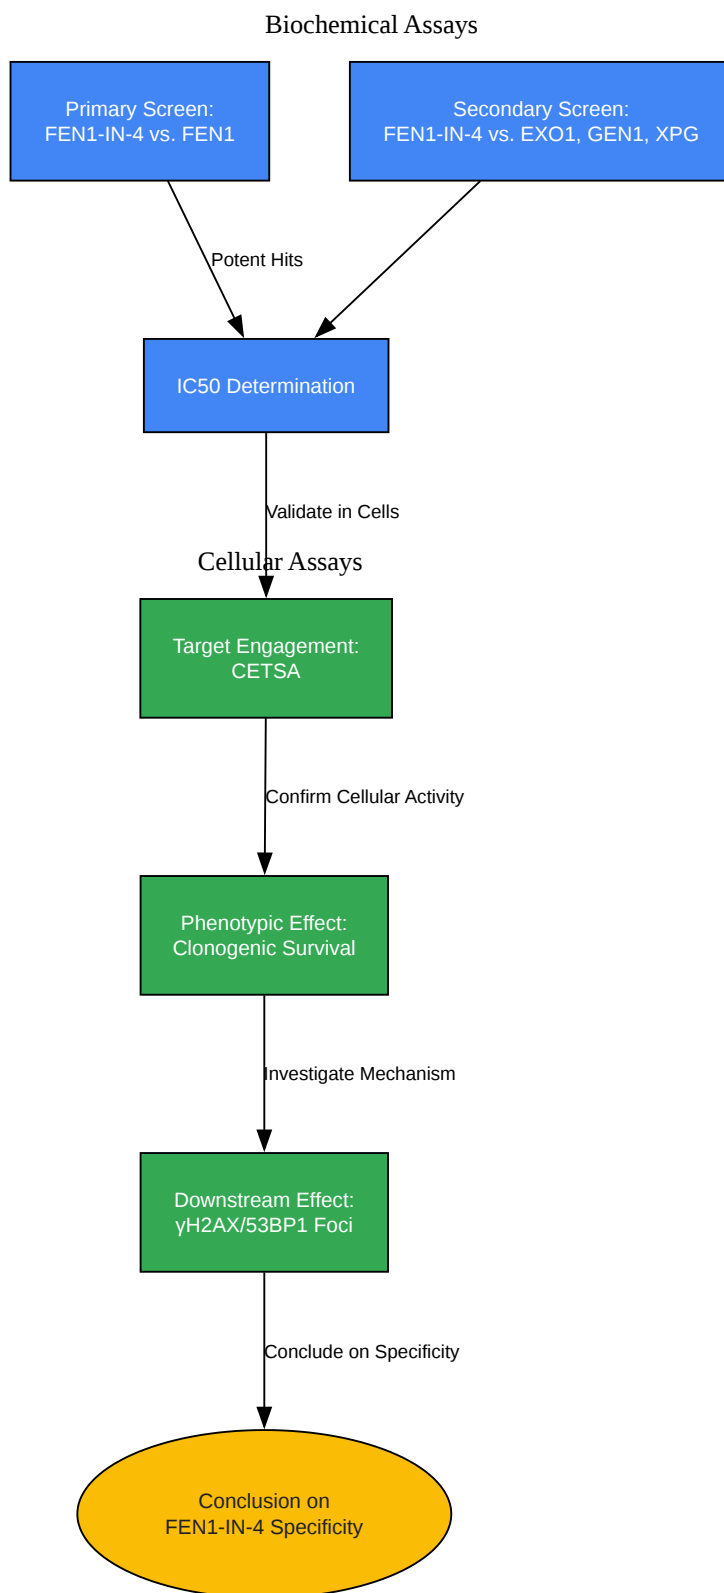 Biochemical Assays
Primary Screen:
FEN1-IN-4 vs. FEN1
Secondary Screen:
FEN1-IN-4 vs. EXO1, GEN1, XPG
Potent Hits
IC50 Determination
Validate in Cells
Cellular Assays
Target Engagement:
CETSA
Confirm Cellular Activity
Phenotypic Effect:
Clonogenic Survival
Investigate Mechanism
Downstream Effect:
γH2AX/53BP1 Foci
Conclude on Specificity
Conclusion on
FEN1-IN-4 Specificity